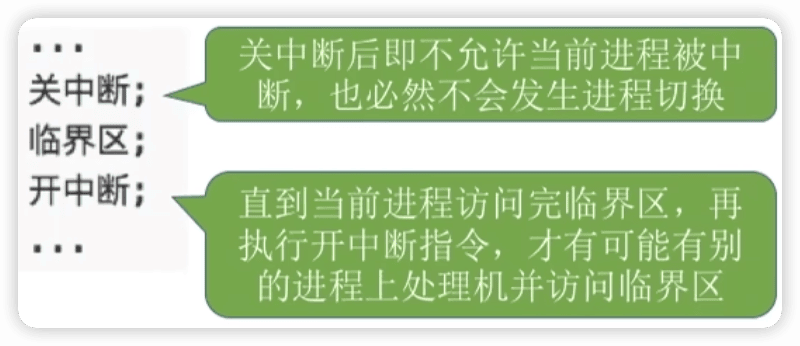 ...
关中断;
临界区;
开中断;
...
关中断后即不允许当前进程被中
断，也必然不会发生进程切换
直到当前进程访问完临界区，再
执行开中断指令，才有可能有别
的进程上处理机并访问临界区